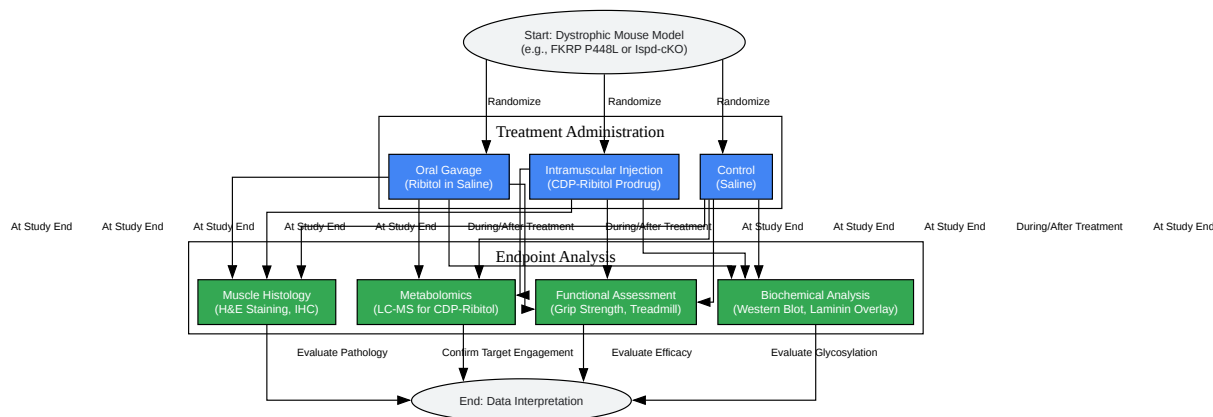 Start: Dystrophic Mouse Model
(e.g., FKRP P448L or Ispd-cKO)
Randomize
Randomize
Randomize
Treatment Administration
Oral Gavage
(Ribitol in Saline)
Intramuscular Injection
(CDP-Ribitol Prodrug)
Control
(Saline)
At Study End
At Study End
At Study End
At Study End
At Study End
During/After Treatment
During/After Treatment
At Study End
At Study End
At Study End
During/After Treatment
At Study End
Endpoint Analysis
Muscle Histology
(H&E Staining, IHC)
Metabolomics
(LC-MS for CDP-Ribitol)
Functional Assessment
(Grip Strength, Treadmill)
Biochemical Analysis
(Western Blot, Laminin Overlay)
Evaluate Pathology
Confirm Target Engagement
Evaluate Efficacy
Evaluate Glycosylation
End: Data Interpretation